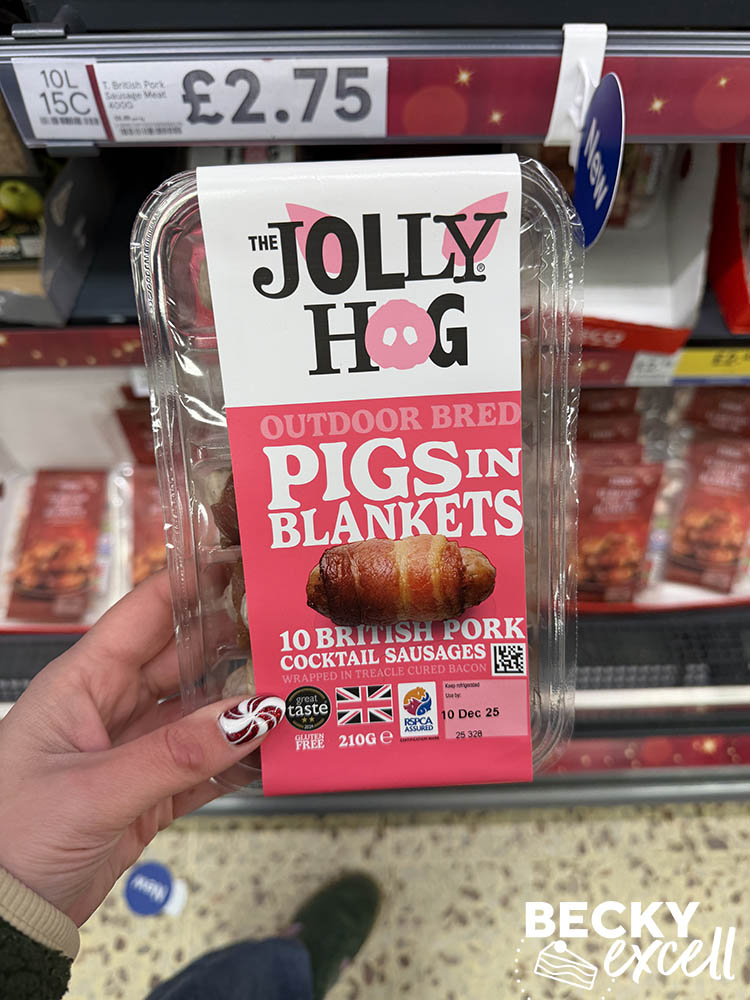 10L
15C
T. British Pork
Sausage Meat
400G
£2.75
New
THE
JOLLY
HOG
®
OUTDOOR BRED
PIGS IN
BLANKETS
10 BRITISH PORK
COCKTAIL SAUSAGES
WRAPPED IN TREACLE CURED BACON
great
taste
GLUTEN
FREE
210G e
RSPCA
ASSURED
Keep refrigerated
Use by:
10 Dec 25
25 328
New
BECKY
excell